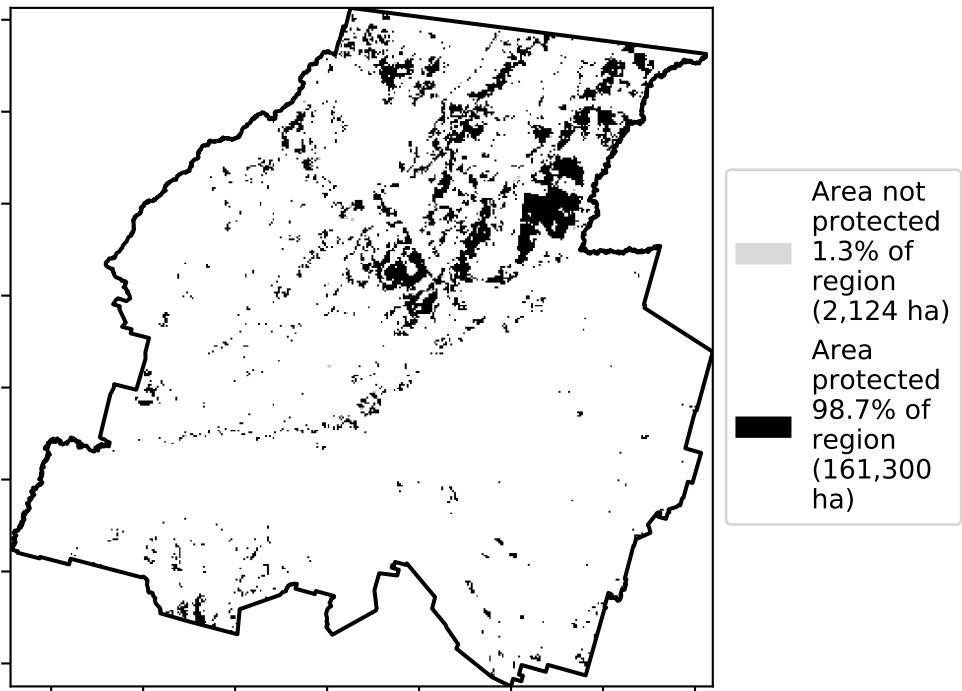 Area not
protected
1.3% of
region
(2,124 ha)
Area
protected
98.7% of
region
(161,300
ha)